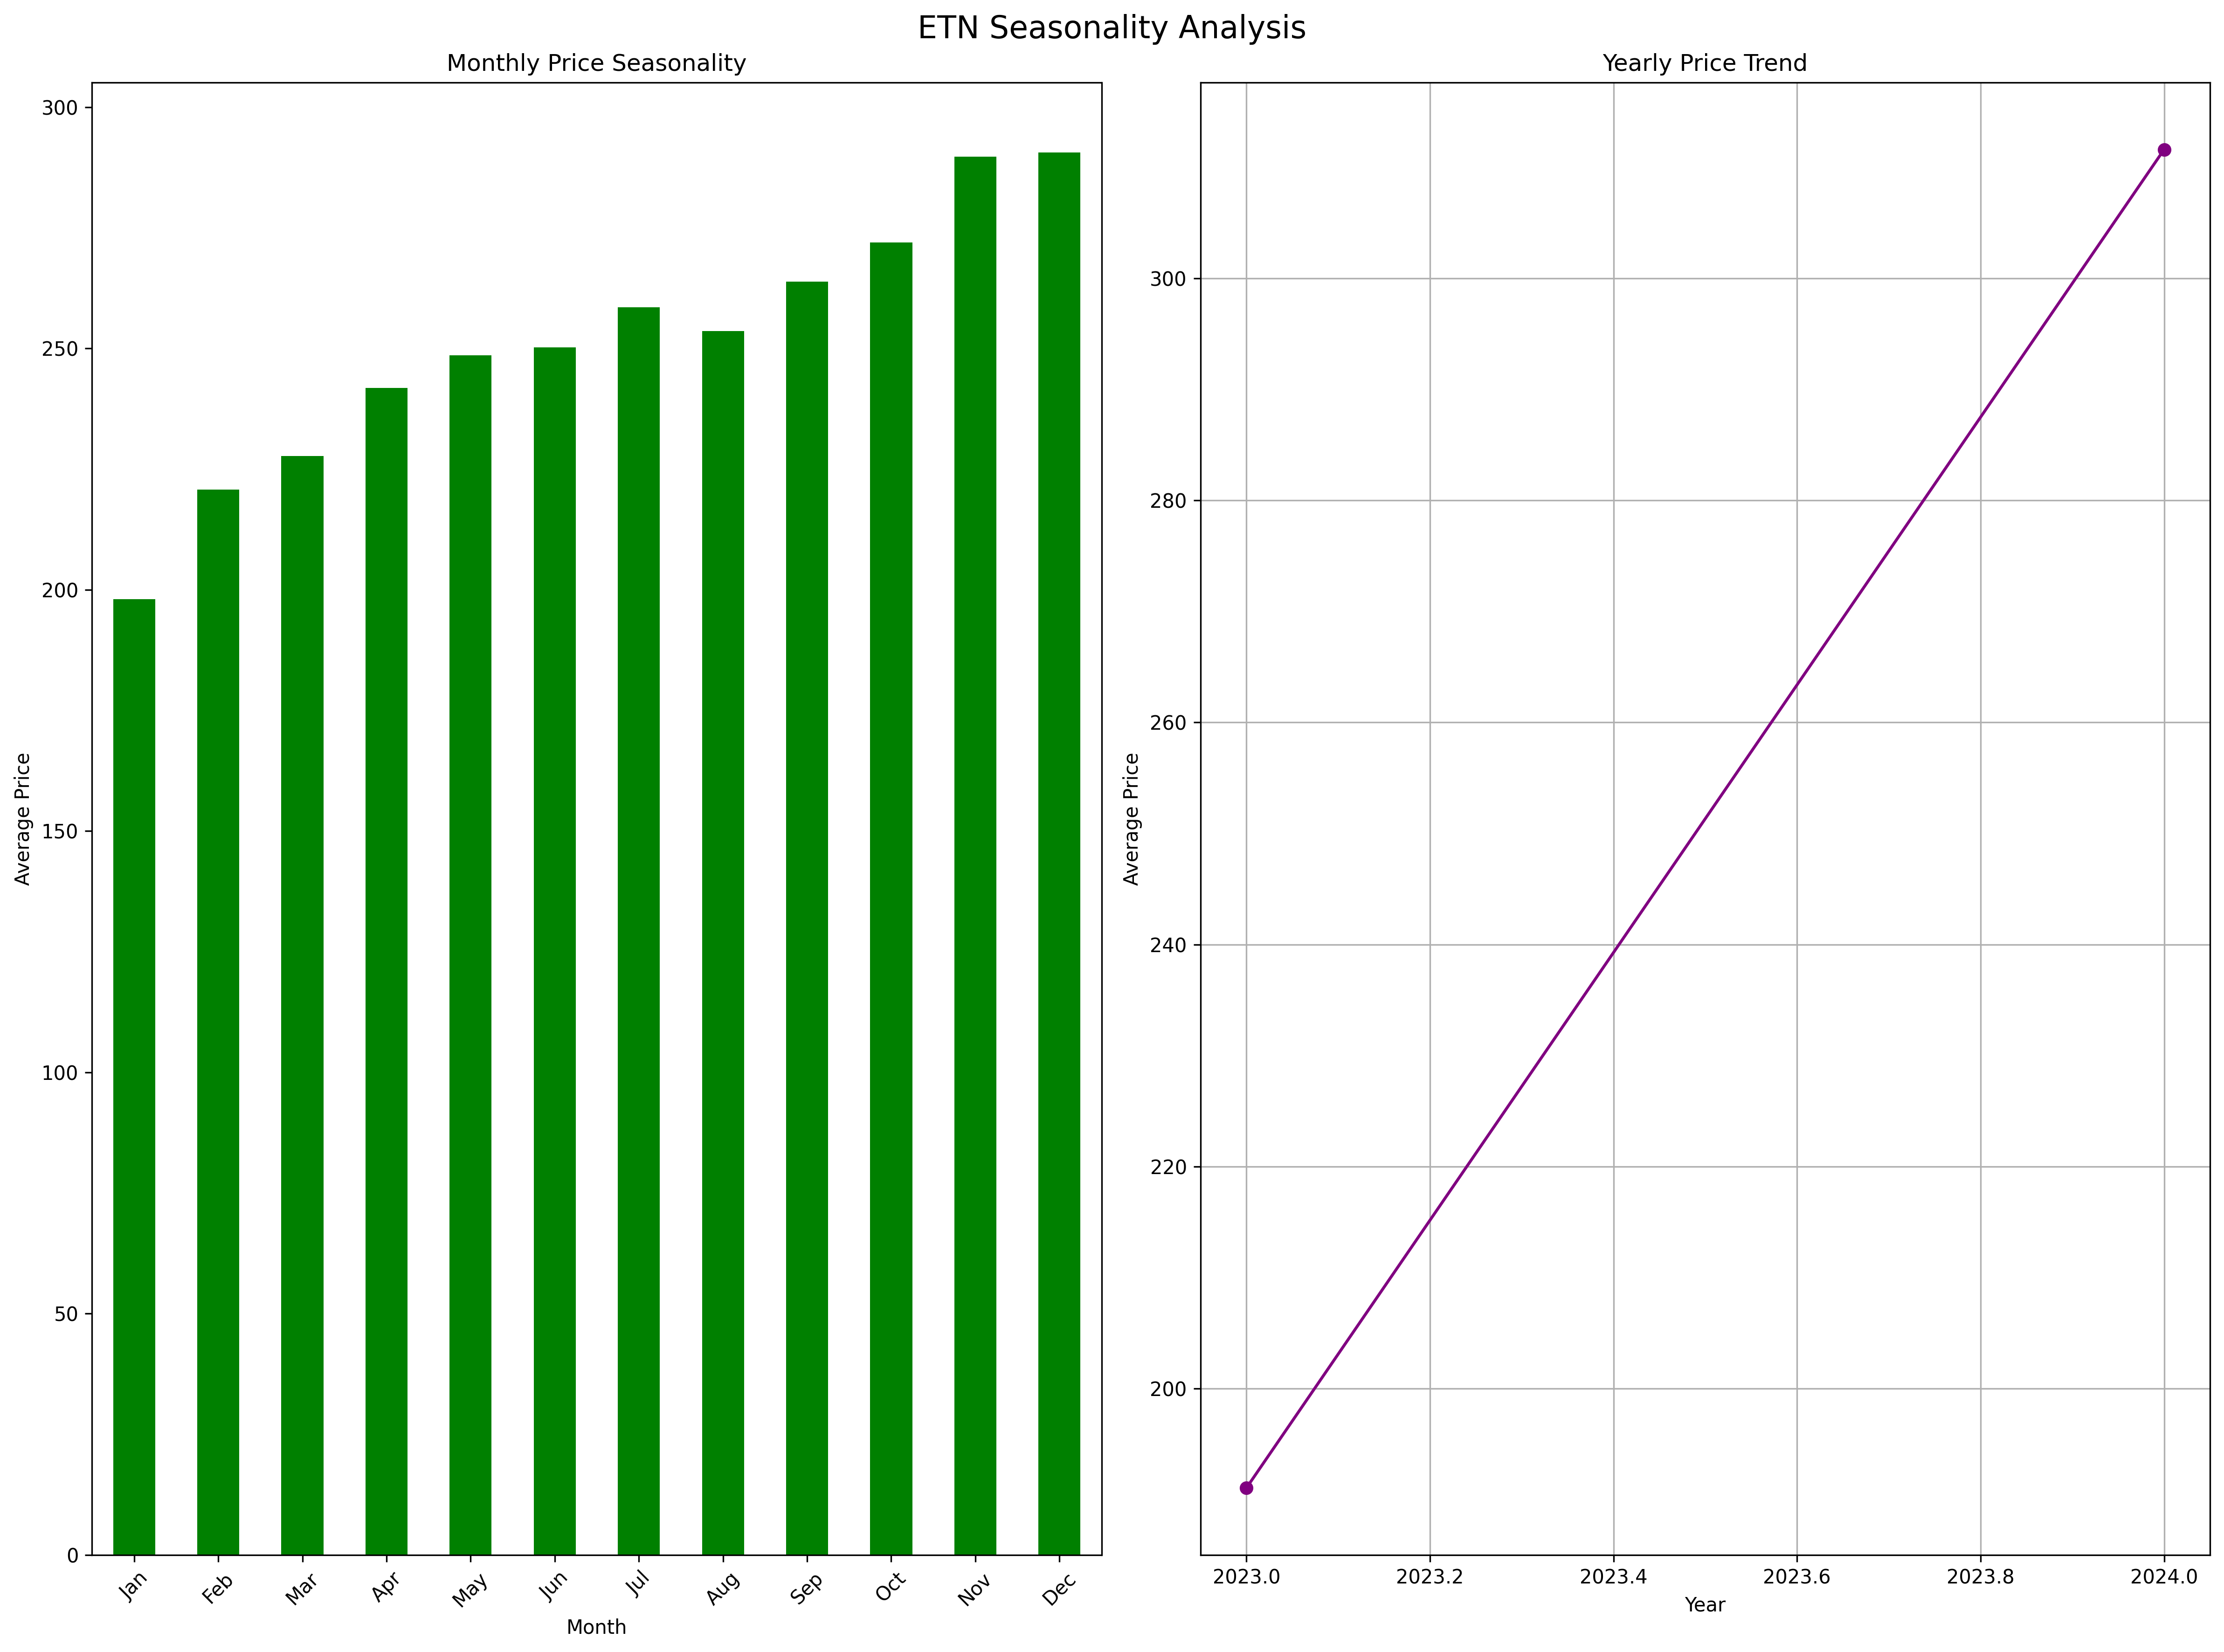 ETN Seasonality Analysis
Monthly Price Seasonality
300
250
200
150
100
50
0
Average Price
Jan Feb Mar Apr May Jun Jul Aug Sep Oct Nov Dec
Month
Yearly Price Trend
300
280
260
240
220
200
Average Price
2023.0 2023.2 2023.4 2023.6 2023.8 2024.0
Year